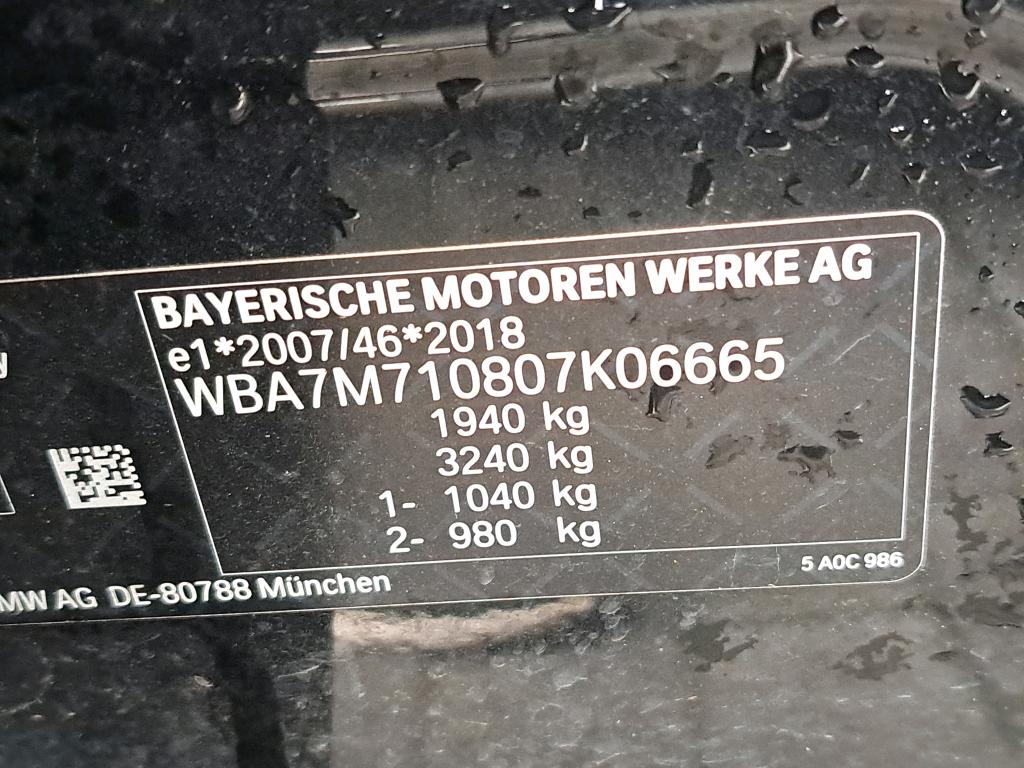 BAYERISCHE MOTOREN WERKE AG
e1*2007/46*2018
WBA7M710807K06665
1940 kg
3240 kg
1- 1040 kg
2- 980 kg
5 A0C 986
MW AG DE-80788 München